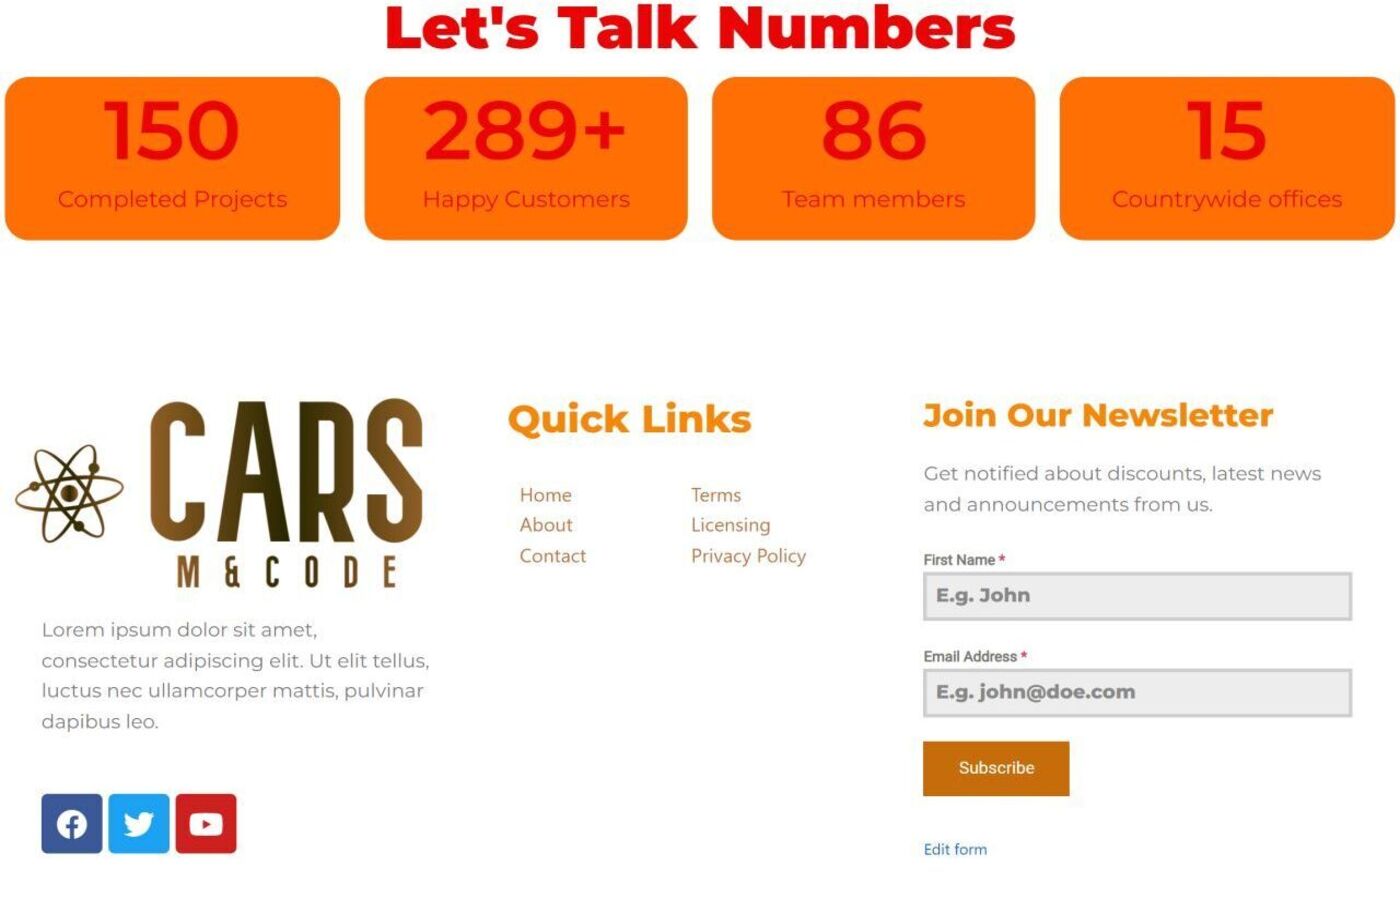 Let's Talk Numbers
150
Completed Projects
289+
Happy Customers
86
Team members
15
Countrywide offices
CARS
M & CODE
Lorem ipsum dolor sit amet,
consectetur adipiscing elit. Ut elit tellus,
luctus nec ullamcorper mattis, pulvinar
dapibus leo.
Quick Links
Home
About
Contact
Terms
Licensing
Privacy Policy
Join Our Newsletter
Get notified about discounts, latest news
and announcements from us.
First Name *
E.g. John
Email Address *
E.g. john@doe.com
Subscribe
Edit form